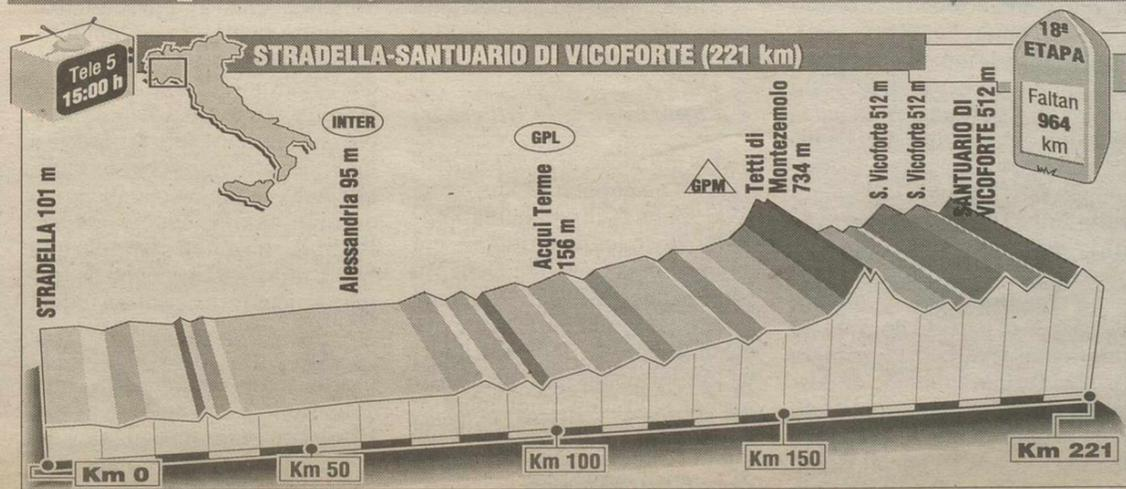 Tele 5
15:00 h
STRADELLA-SANTUARIO DI VICOFORTE (221 km)
18ª
ETAPA
Faltan
964
km
STRADELLA 101 m
INTER
Alessandria 95 m
GPL
Acqui Terme
156 m
GPM
Tetti di
Montezemolo
734 m
S. Vicoforte 512 m
S. Vicoforte 512 m
SANTUARIO DI
VICOFORTE 512 m
Km 0
Km 50
Km 100
Km 150
Km 221